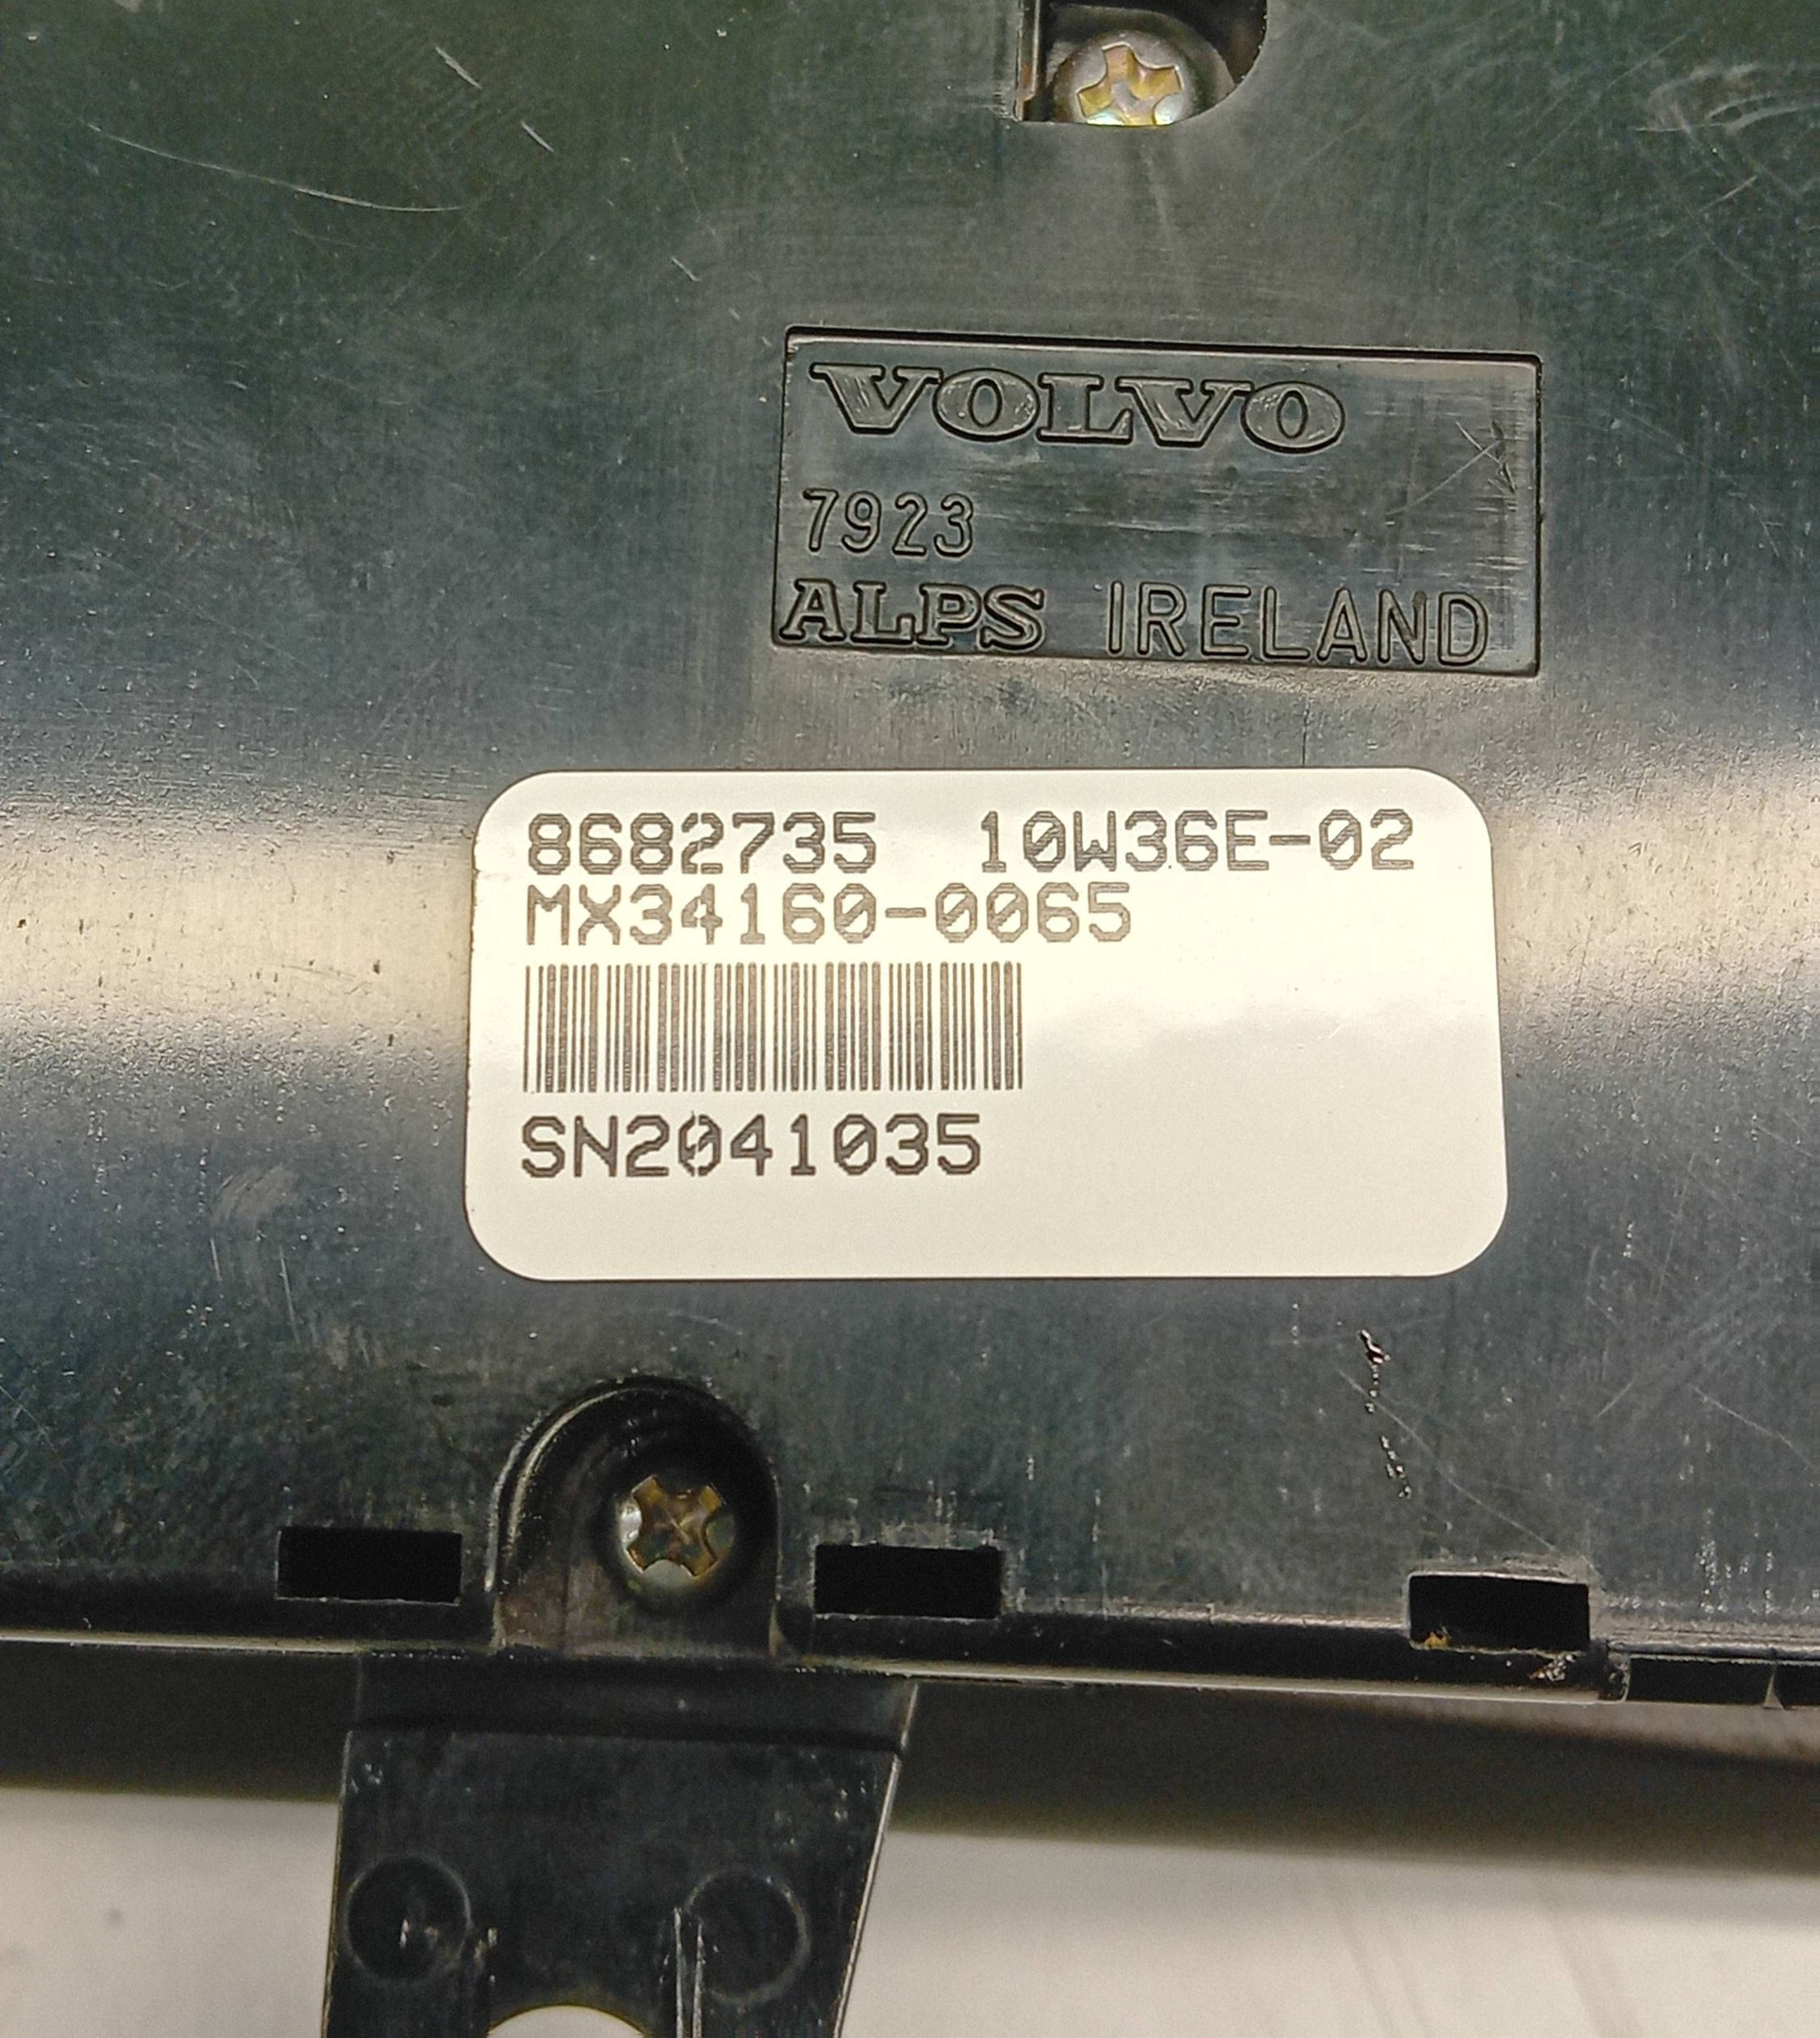 VOLVO
7923
ALPS IRELAND
8682735 10W36E-02
MX34160-0065
SN2041035